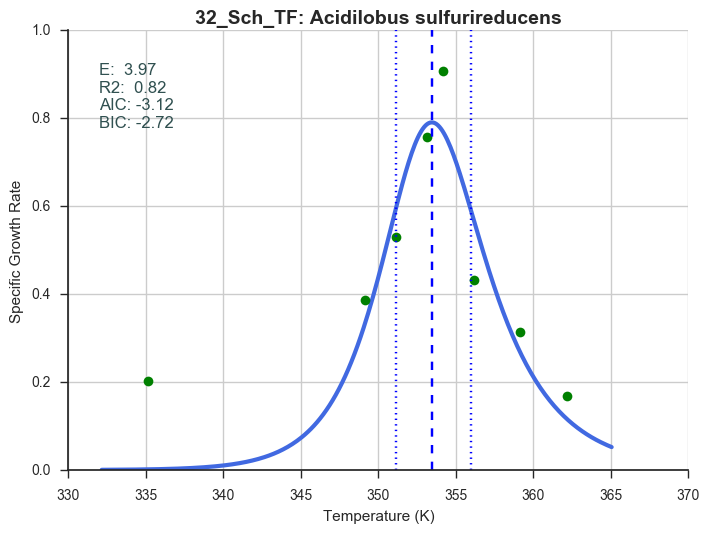 32_Sch_TF: Acidilobus sulfurireducens
E: 3.97
R2: 0.82
AIC: -3.12
BIC: -2.72
Specific Growth Rate
1.0
0.8
0.6
0.4
0.2
0.0
330 335 340 345 350 355 360 365 370
Temperature (K)